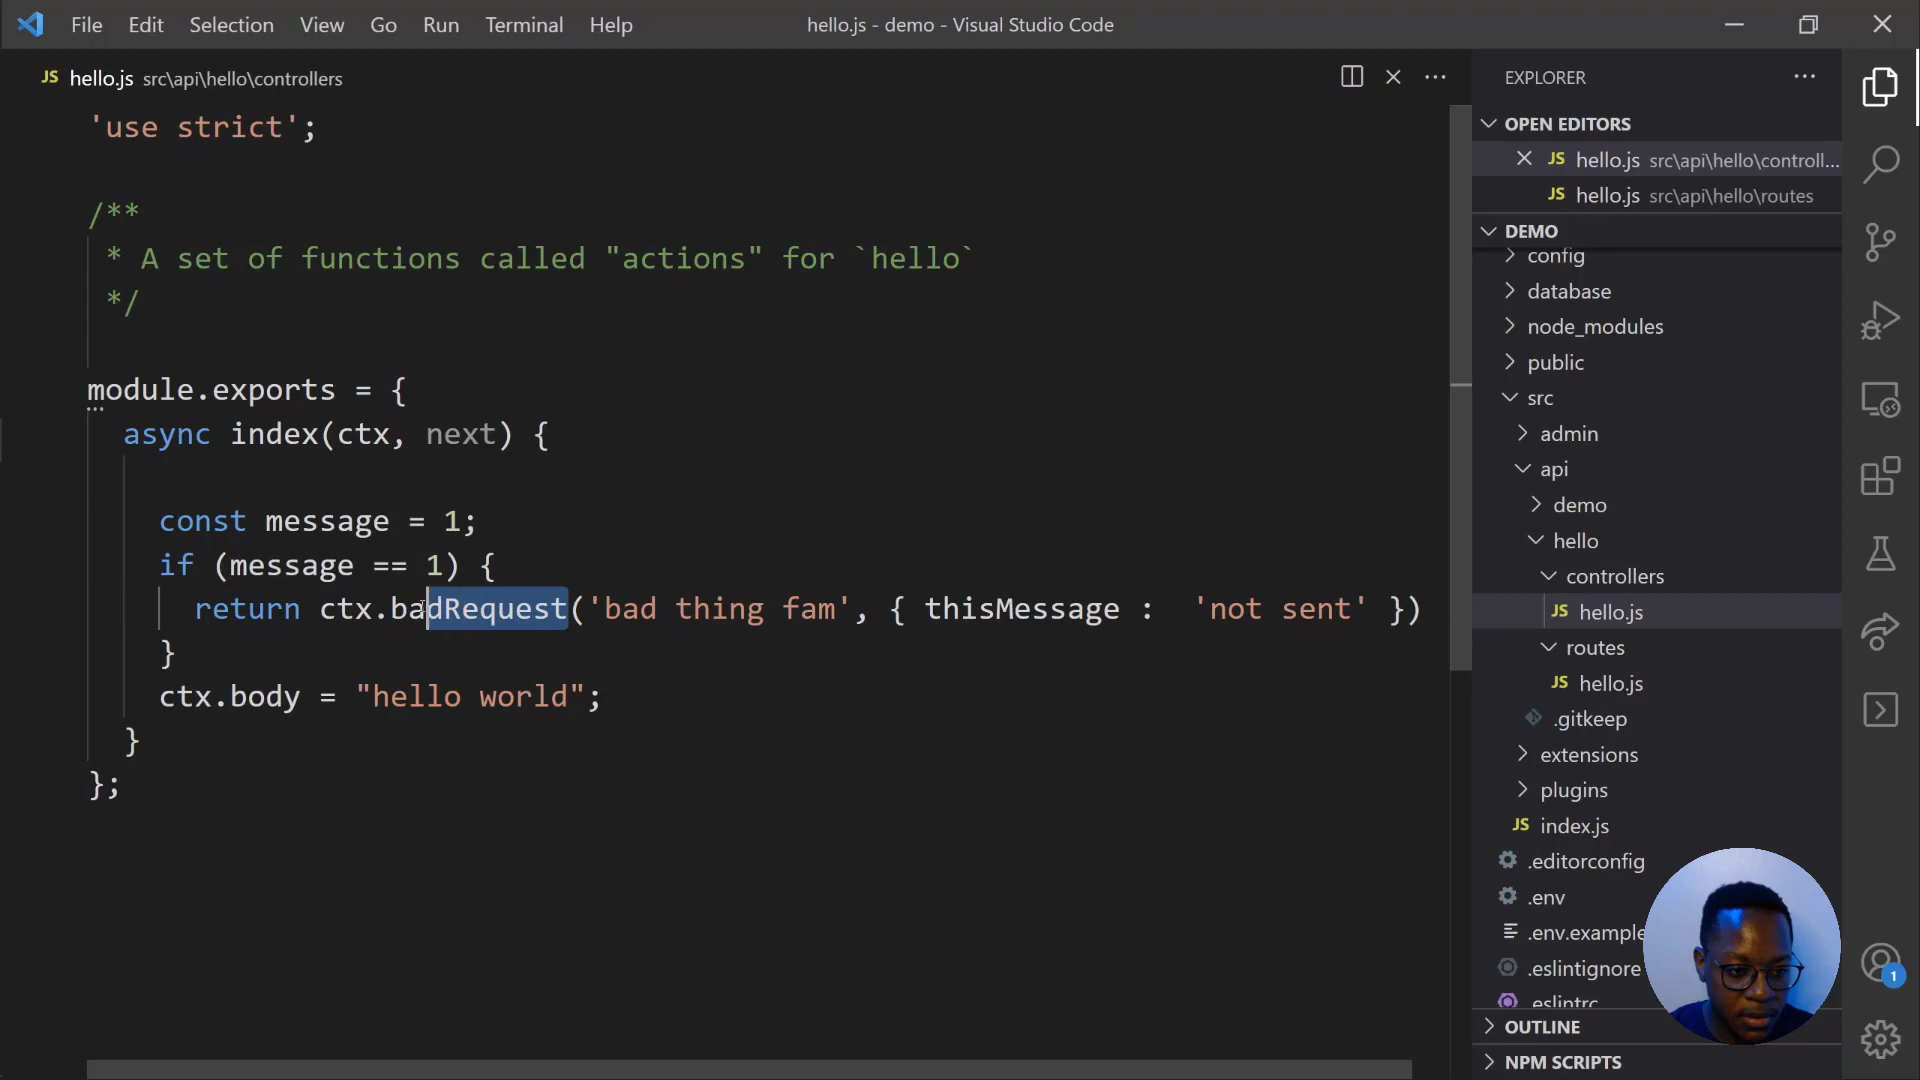 File Edit Selection View Go Run Terminal Help hello.js - demo - Visual Studio Code
JS hello.js src\api\hello\controllers
'use strict';
/**
* A set of functions called "actions" for `hello`
*/
module.exports = {
async index(ctx, next) {
const message = 1;
if (message == 1) {
return ctx.badRequest('bad thing fam', { thisMessage : 'not sent' })
}
ctx.body = "hello world";
}
};
EXPLORER
OPEN EDITORS
JS hello.js src\api\hello\controll...
JS hello.js src\api\hello\routes
DEMO
config
database
node_modules
public
src
admin
api
demo
hello
controllers
JS hello.js
routes
JS hello.js
.gitkeep
extensions
plugins
JS index.js
.editorconfig
.env
.env.example
.eslintignore
.eslintrc
OUTLINE
NPM SCRIPTS
1